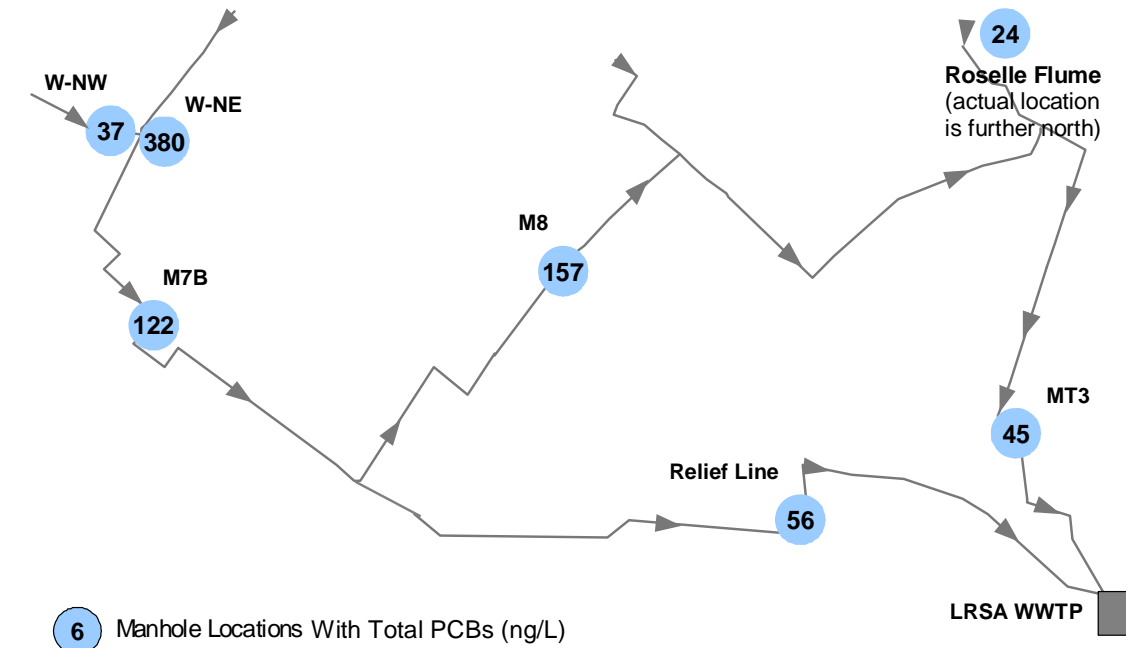 24
Roselle Flume
(actual location
is further north)
W-NW
W-NE
37
380
M8
157
M7B
122
MT3
45
Relief Line
56
LRSA WWTP
6 Manhole Locations With Total PCBs (ng/L)